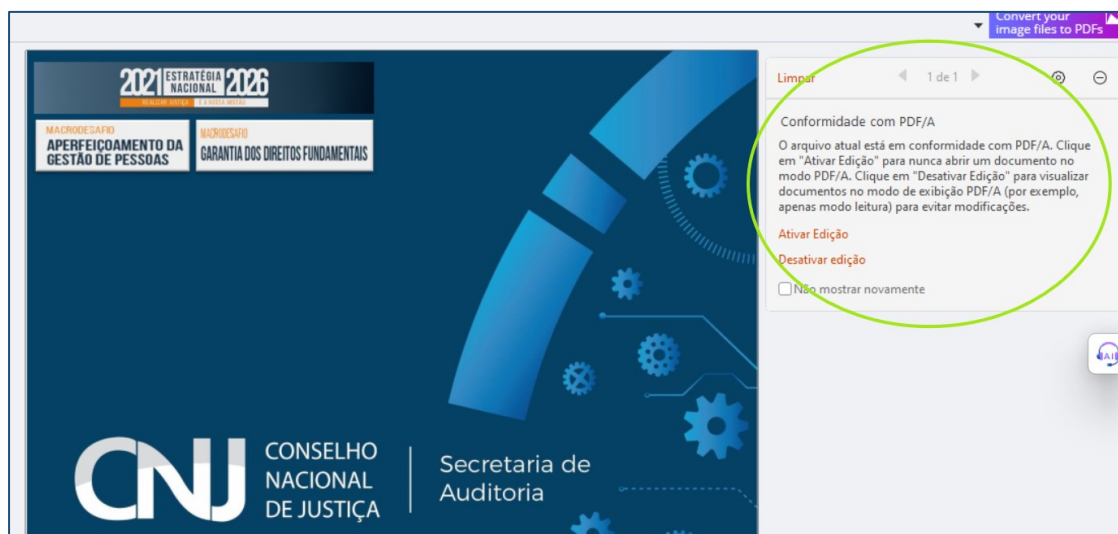 Convert your
image files to PDFs
2021 ESTRATÉGIA NACIONAL 2026
REALIZAR JUSTIÇA É A NOSSA MISSÃO
MACRODESAFIO
APERFEIÇOAMENTO DA
GESTÃO DE PESSOAS
MACRODESAFIO
GARANTIA DOS DIREITOS FUNDAMENTAIS
CNJ
CONSELHO
NACIONAL
DE JUSTIÇA
Secretaria de
Auditoria
Limpar
1 de 1
Conformidade com PDF/A
O arquivo atual está em conformidade com PDF/A. Clique
em "Ativar Edição" para nunca abrir um documento no
modo PDF/A. Clique em "Desativar Edição" para visualizar
documentos no modo de exibição PDF/A (por exemplo,
apenas modo leitura) para evitar modificações.
Ativar Edição
Desativar edição
Não mostrar novamente
AI